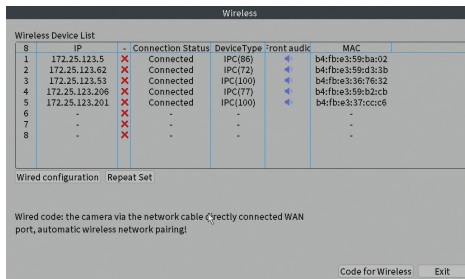 Wireless
Wireless Device List
8 IP - Connection Status DeviceType Front audio MAC
1 172.25.123.5 Connected IPC(86) b4:fb:e3:59:ba:02
2 172.25.123.62 Connected IPC(72) b4:fb:e3:59:d3:3b
3 172.25.123.53 Connected IPC(100) b4:fb:e3:36:76:32
4 172.25.123.206 Connected IPC(77) b4:fb:e3:59:b2:cb
5 172.25.123.201 Connected IPC(100) b4:fb:e3:37:cc:c6
6 - - - -
7 - - - -
8 - - - -
Wired configuration Repeat Set
Wired code: the camera via the network cable directly connected WAN
port, automatic wireless network pairing!
Code for Wireless Exit